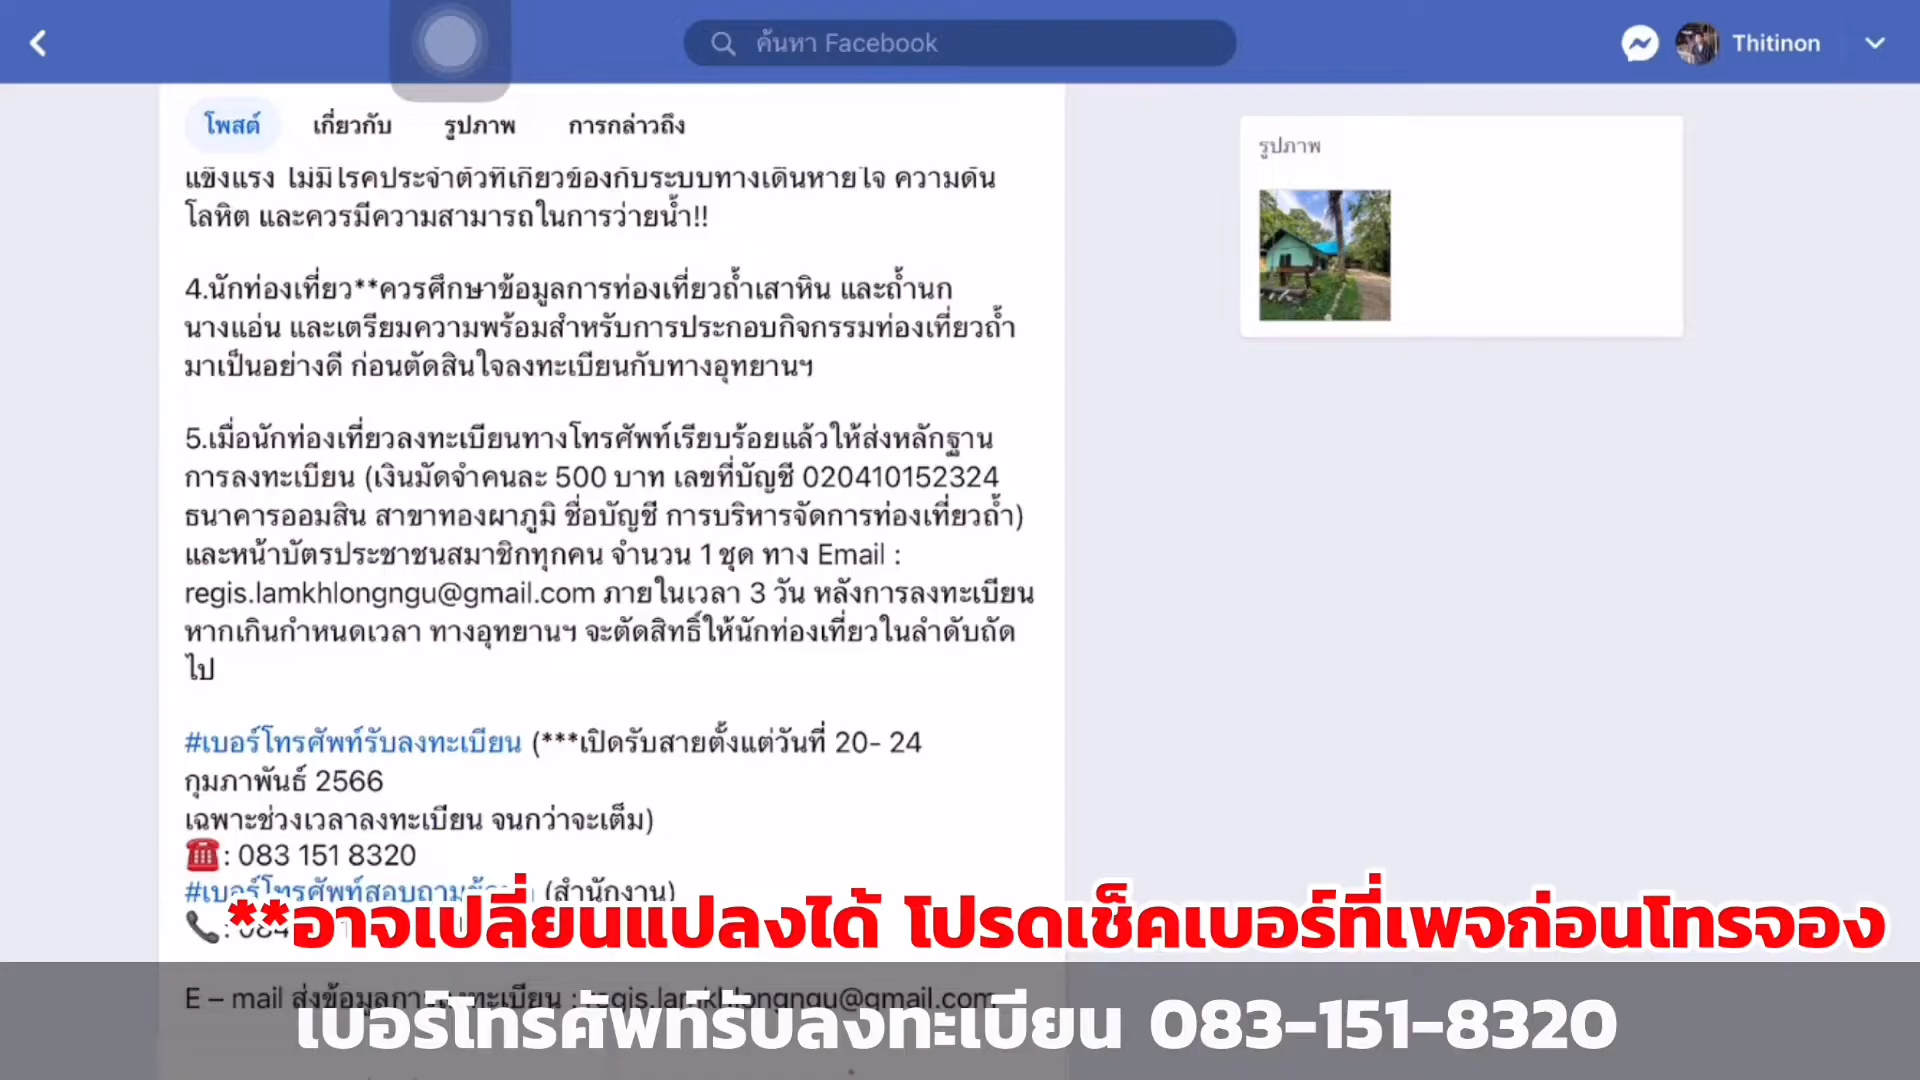 ค้นหา Facebook
Thitinon
โพสต์
เกี่ยวกับ
รูปภาพ
การกล่าวถึง
รูปภาพ
แข็งแรง ไม่มีโรคประจำตัวที่เกี่ยวข้องกับระบบทางเดินหายใจ ความดัน
โลหิต และควรมีความสามารถในการว่ายน้ำ!!
4.นักท่องเที่ยว**ควรศึกษาข้อมูลการท่องเที่ยวถ้ำเสาหิน และถ้ำนก
นางแอ่น และเตรียมความพร้อมสำหรับการประกอบกิจกรรมท่องเที่ยวถ้ำ
มาเป็นอย่างดี ก่อนตัดสินใจลงทะเบียนกับทางอุทยานฯ
5.เมื่อนักท่องเที่ยวลงทะเบียนทางโทรศัพท์เรียบร้อยแล้วให้ส่งหลักฐาน
การลงทะเบียน (เงินมัดจำคนละ 500 บาท เลขที่บัญชี 020410152324
ธนาคารออมสิน สาขาทองผาภูมิ ชื่อบัญชี การบริหารจัดการท่องเที่ยวถ้ำ)
และหน้าบัตรประชาชนสมาชิกทุกคน จำนวน 1 ชุด ทาง Email :
regis.lamkhlongngu@gmail.com ภายในเวลา 3 วัน หลังการลงทะเบียน
หากเกินกำหนดเวลา ทางอุทยานฯ จะตัดสิทธิ์ให้นักท่องเที่ยวในลำดับถัด
ไป
#เบอร์โทรศัพท์รับลงทะเบียน (***เปิดรับสายตั้งแต่วันที่ 20- 24
กุมภาพันธ์ 2566
เฉพาะช่วงเวลาลงทะเบียน จนกว่าจะเต็ม)
: 083 151 8320
(สำนักงาน)
**อาจเปลี่ยนแปลงได้ โปรดเช็คเบอร์ที่เพจก่อนโทรจอง
E – mail ส่งข้อมูลการลงทะเบียน : regis.lamkhlongngu@gmail.com
เบอร์โทรศัพท์รับลงทะเบียน 083-151-8320